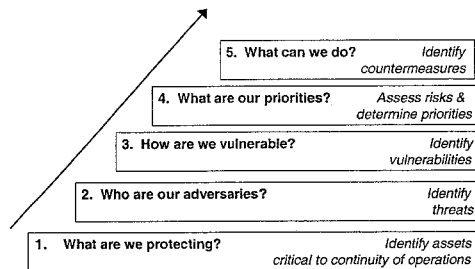 5. What can we do? Identify
countermeasures
4. What are our priorities? Assess risks &
determine priorities
3. How are we vulnerable? Identify
vulnerabilities
2. Who are our adversaries? Identify
threats
1. What are we protecting? Identify assets
critical to continuity of operations